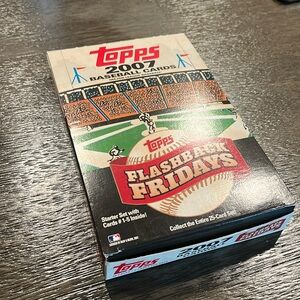 TOPPS
2007
BASEBALL CARDS
TOPPS
FLASHBACK
FRIDAYS
Starter Set with
Cards #1-5 Inside!
Collect the Entire 25-Card Set!
TOPPS
2007